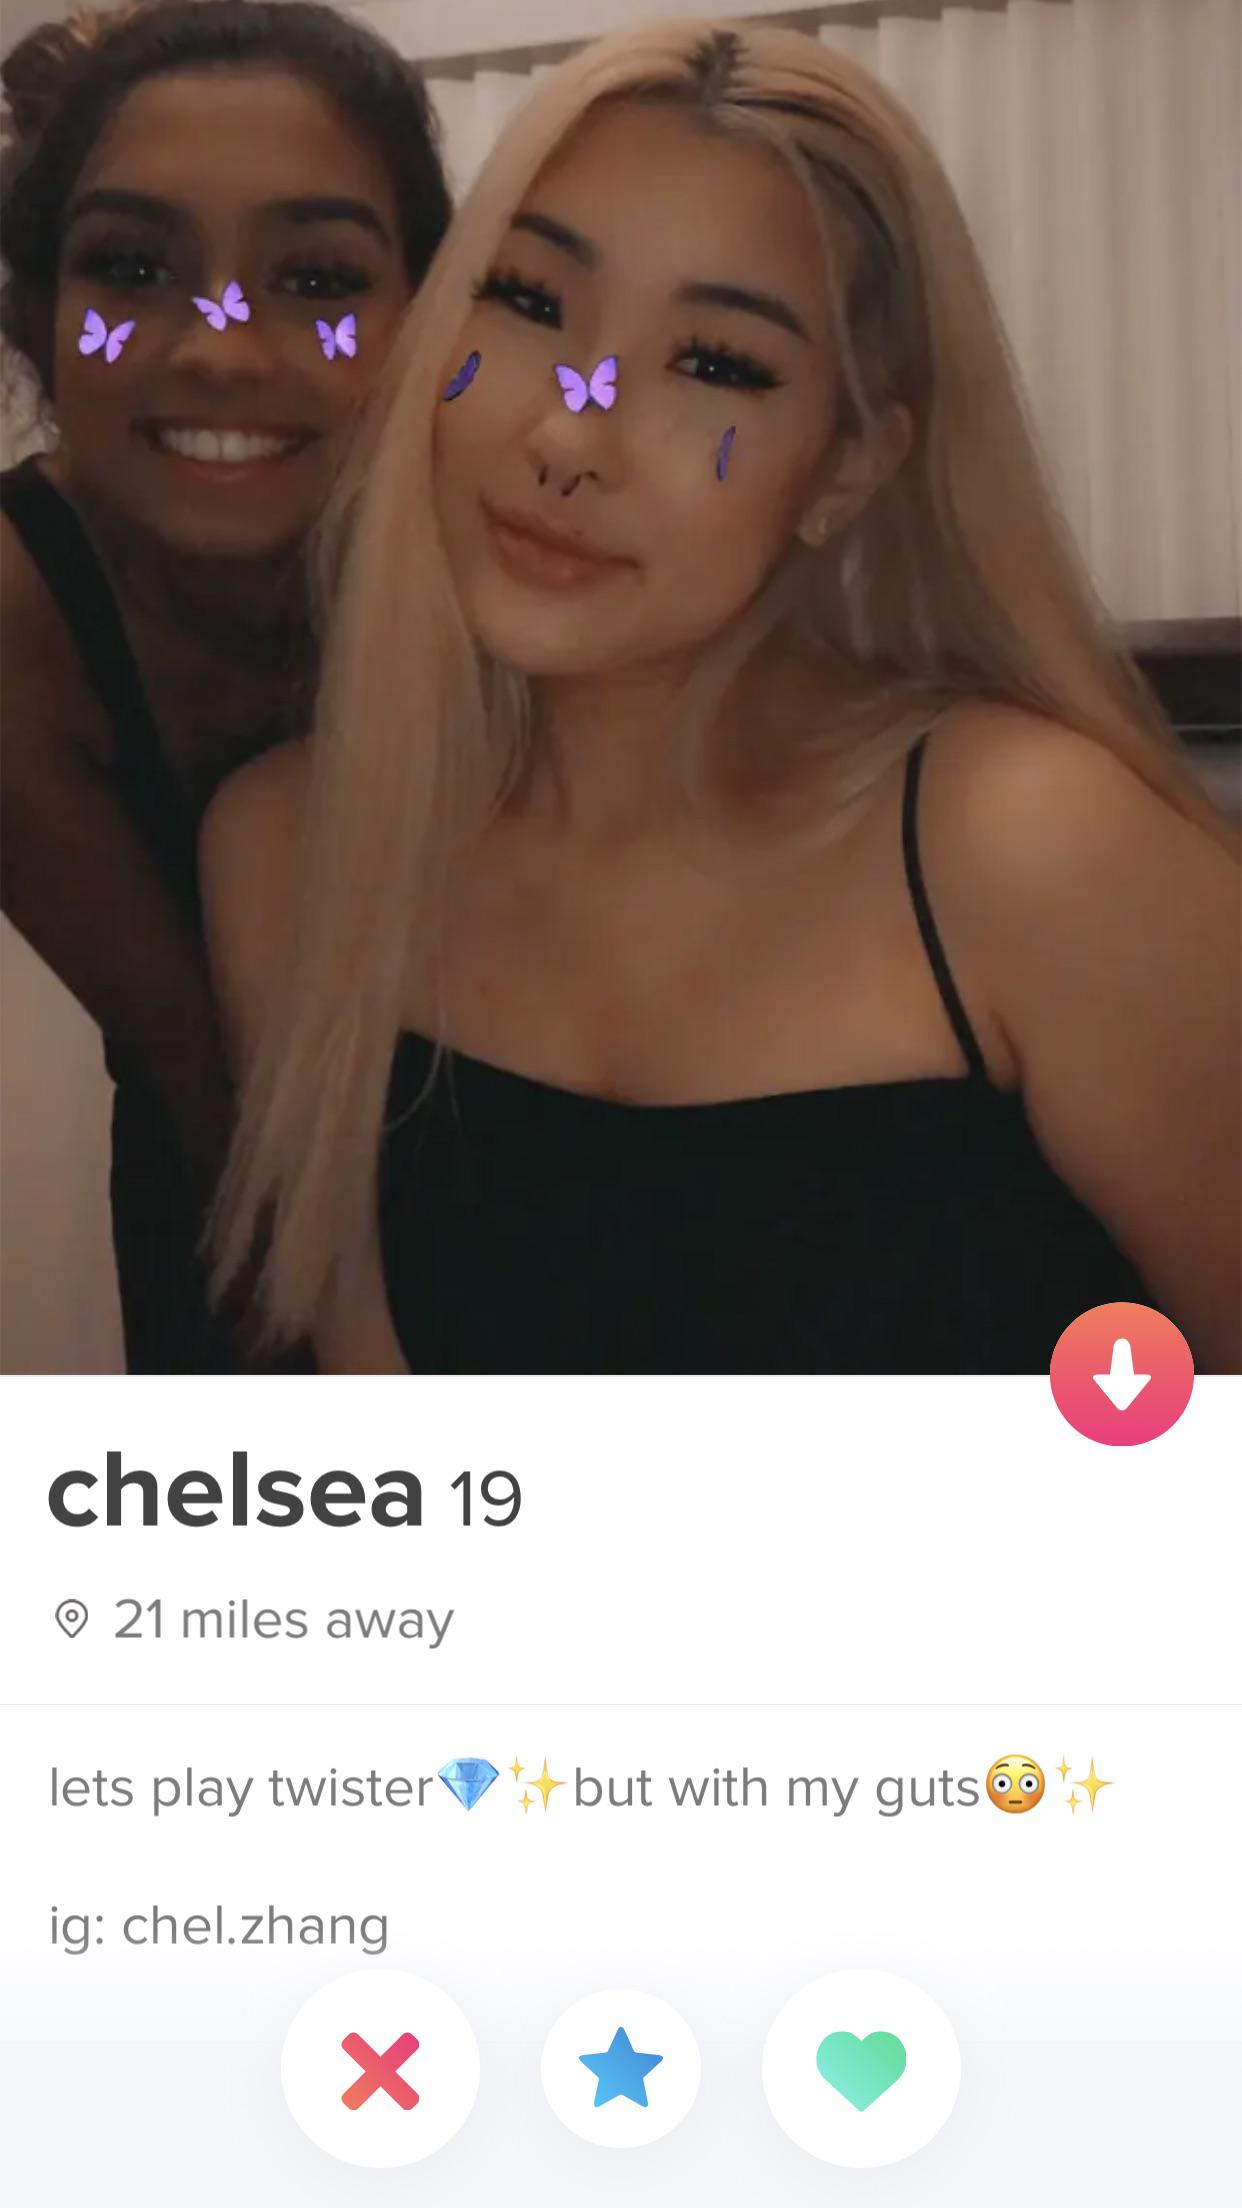 chelsea 19
21 miles away
lets play twister💎✨but with my guts😳✨
ig: chel.zhang